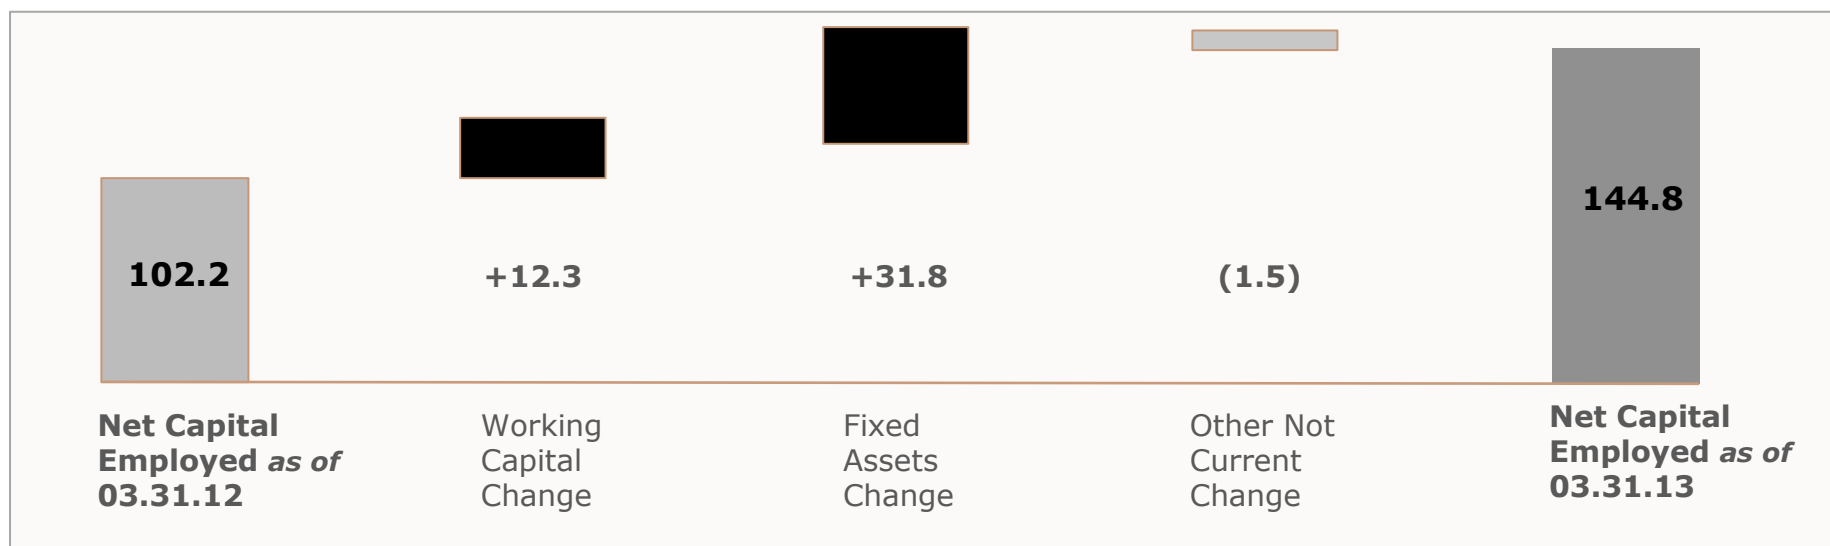 102.2
+12.3
+31.8
(1.5)
144.8
Net Capital
Employed as of
03.31.12
Working
Capital
Change
Fixed
Assets
Change
Other Not
Current
Change
Net Capital
Employed as of
03.31.13